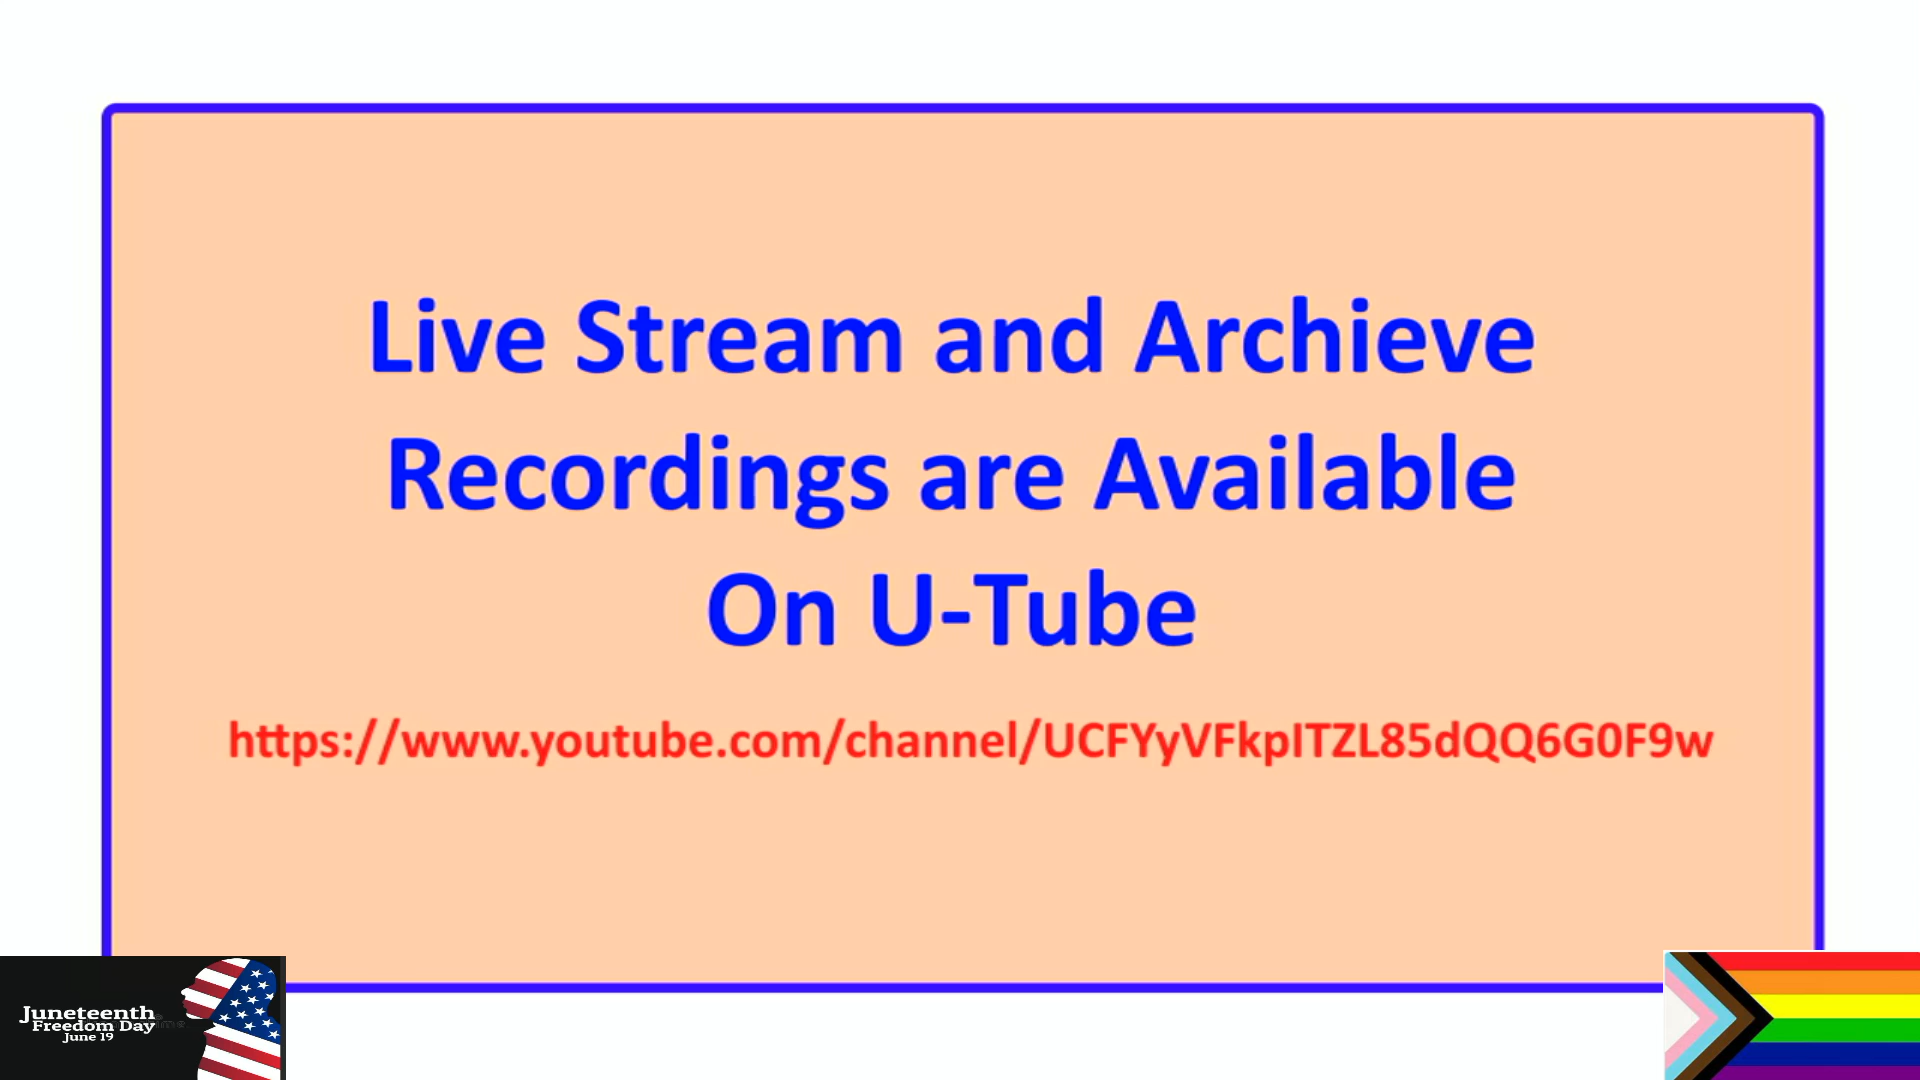 Live Stream and Archieve
Recordings are Available
On U-Tube
https://www.youtube.com/channel/UCFYyVFkpITZL85dQQ6G0F9w
Juneteenth
Freedom Day
June 19